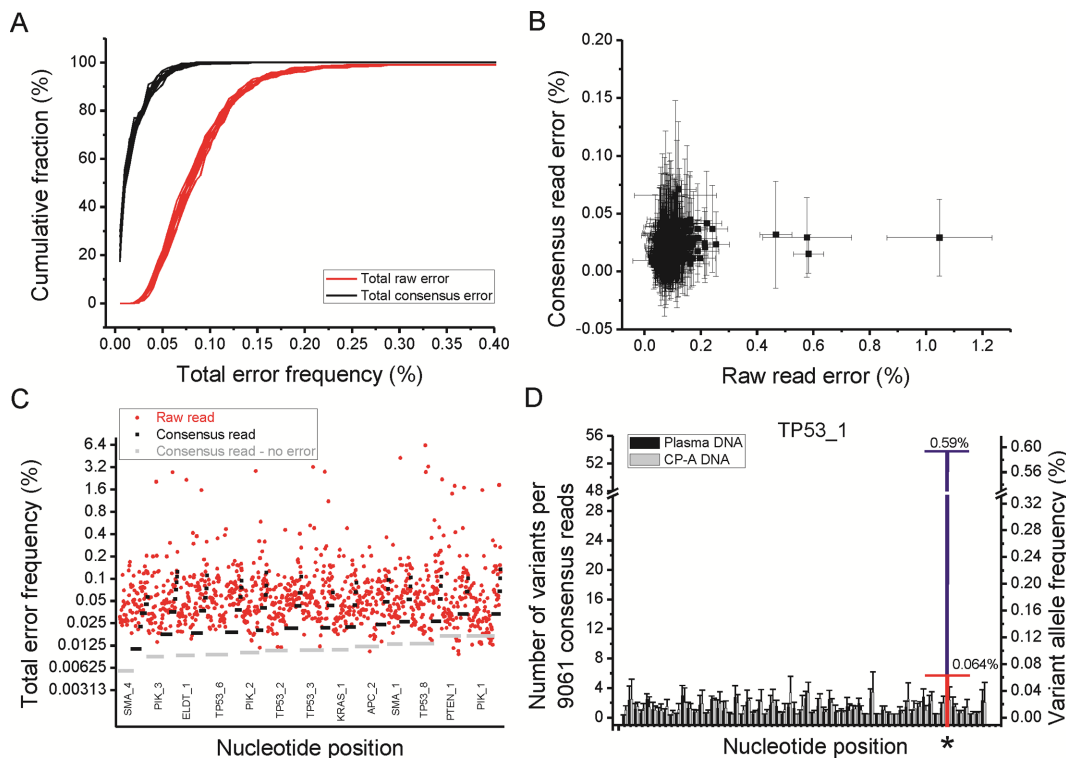 A
Cumulative fraction (%)
100
80
60
40
20
0
Total raw error
Total consensus error
0.00 0.05 0.10 0.15 0.20 0.25 0.30 0.35 0.40
Total error frequency (%)
B
Consensus read error (%)
0.20
0.15
0.10
0.05
0.00
-0.05
0.0 0.2 0.4 0.6 0.8 1.0 1.2
Raw read error (%)
C
Raw read
Consensus read
Consensus read - no error
Total error frequency (%)
6.4
3.2
1.6
0.4
0.2
0.1
0.05
0.025
0.0125
0.00625
0.00313
SMA_4 PIK_3 ELDT_1 TP53_6 PIK_2 TP53_2 TP53_3 KRAS_1 APC_2 SMA_1 TP53_8 PTEN_1 PIK_1
Nucleotide position
D
TP53_1
Plasma DNA
CP-A DNA
Number of variants per
9061 consensus reads
56
54
52
50
48
28
24
20
16
12
8
4
0
0.59%
0.064%
0.60
0.56
0.32
0.28
0.24
0.20
0.16
0.12
0.08
0.04
0.00
Variant allele frequency (%)
Nucleotide position *